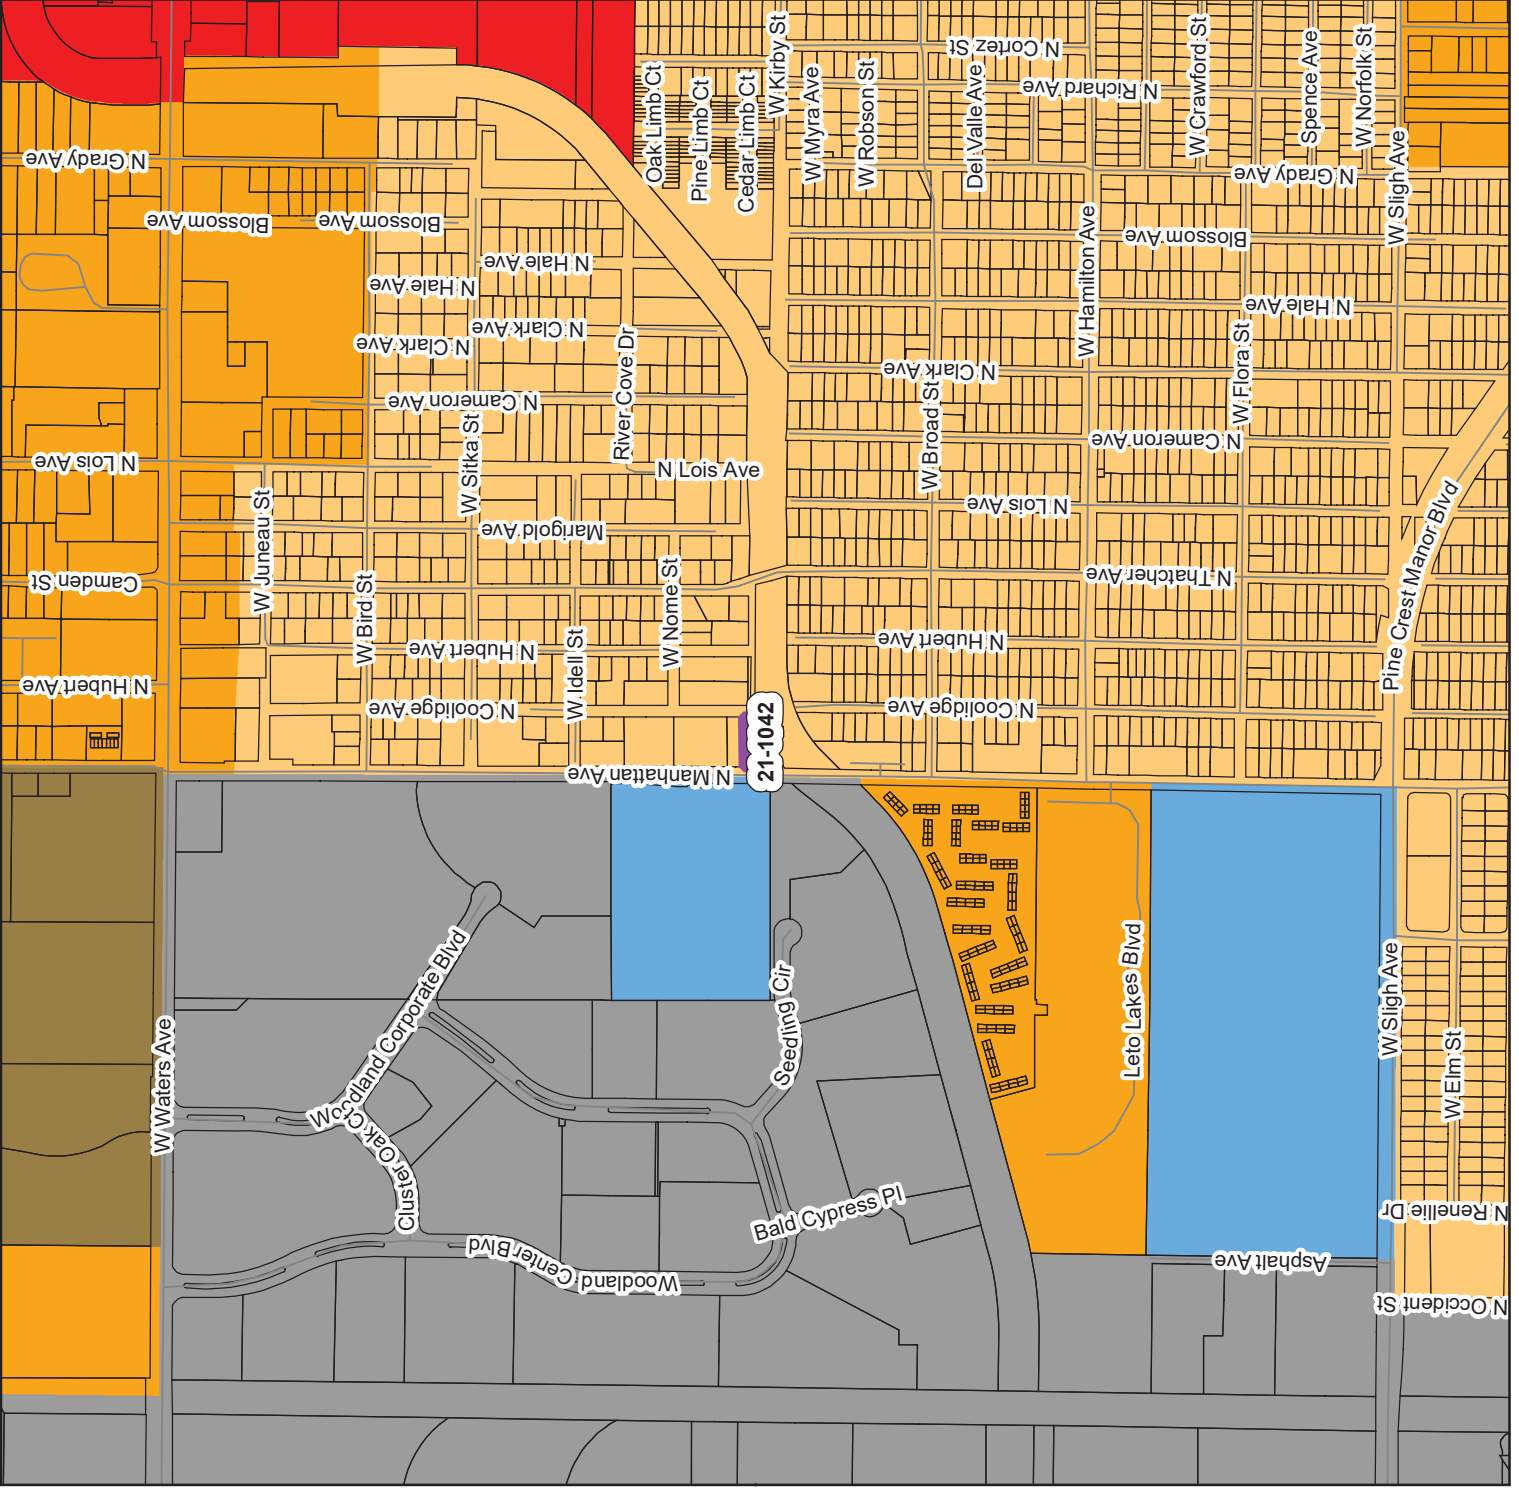 N Cortez St
W Kirby St
W Crawford St
Spence Ave
W Norfolk St
Oak Limb Ct
Pine Limb Ct
Cedar Limb Ct
W Myra Ave
W Robson St
Del Valle Ave
N Richard Ave
N Grady Ave
N Grady Ave
W Sligh Ave
Blossom Ave
Blossom Ave
Blossom Ave
N Hale Ave
N Hale Ave
W Hamilton Ave
N Hale Ave
N Clark Ave
N Clark Ave
River Cove Dr
N Clark Ave
W Flora St
N Cameron Ave
W Broad St
N Cameron Ave
N Lois Ave
W Sitka St
N Lois Ave
N Lois Ave
W Juneau St
Marigold Ave
Pine Crest Manor Blvd
Camden St
W Bird St
W Nome St
N Thatcher Ave
N Hubert Ave
W Idell St
N Hubert Ave
N Hubert Ave
N Coolidge Ave
N Coolidge Ave
21-1042
N Manhattan Ave
Woodland Corporate Blvd
Seedling Cir
Leto Lakes Blvd
W Sligh Ave
W Waters Ave
W Elm St
Cluster Oak Ct
Bald Cypress Pl
N Renellie Dr
Woodland Center Blvd
Asphalt Ave
N Occident St